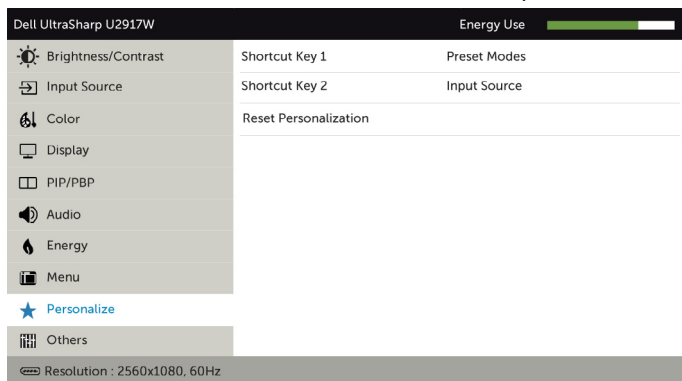 Dell UltraSharp U2917W Energy Use
Brightness/Contrast Shortcut Key 1 Preset Modes
Input Source Shortcut Key 2 Input Source
Color Reset Personalization
Display
PIP/PBP
Audio
Energy
Menu
Personalize
Others
Resolution : 2560x1080, 60Hz